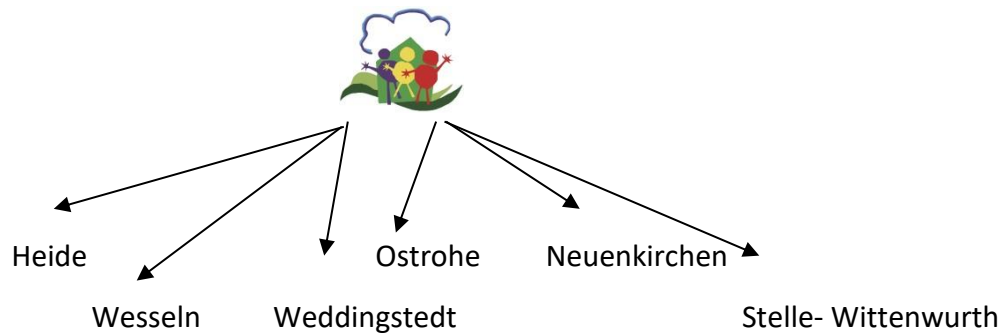 Heide Ostrohe Neuenkirchen
Wesseln Weddingstedt Stelle- Wittenwurth